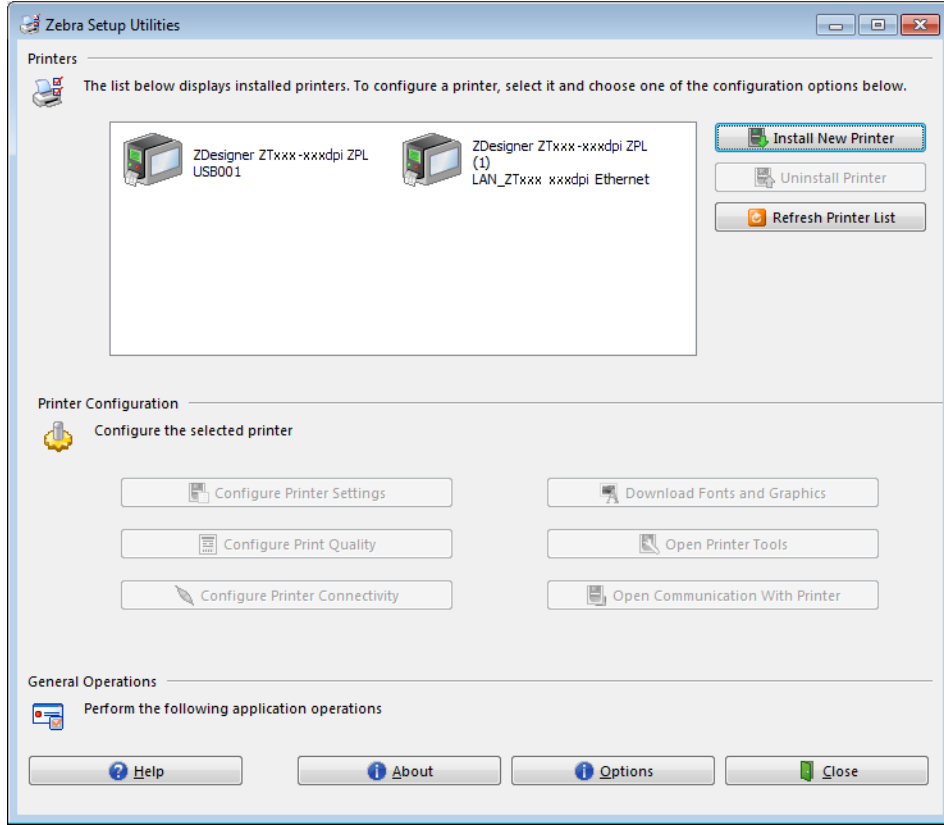 Zebra Setup Utilities
Printers
The list below displays installed printers. To configure a printer, select it and choose one of the configuration options below.
ZDesigner ZTxxx-xxxdpi ZPL
USB001
ZDesigner ZTxxx-xxxdpi ZPL
(1)
LAN_ZTxxx xxxdpi Ethernet
Install New Printer
Uninstall Printer
Refresh Printer List
Printer Configuration
Configure the selected printer
Configure Printer Settings
Download Fonts and Graphics
Configure Print Quality
Open Printer Tools
Configure Printer Connectivity
Open Communication With Printer
General Operations
Perform the following application operations
Help
About
Options
Close